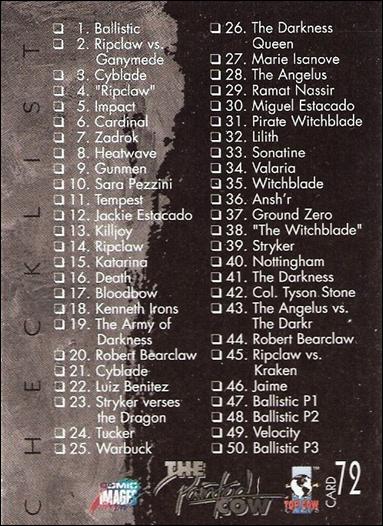 CHECKLIST
1. Ballistic
2. Ripclaw vs.
Ganymede
3. Cyblade
4. "Ripclaw"
5. Impact
6. Cardinal
7. Zadrók
8. Heatwave
9. Gunmen
10. Sara Pezzini
11. Tempest
12. Jackie Estacado
13. Killjoy
14. Ripclaw
15. Katarina
16. Death
17. Bloodbow
18. Kenneth Irons
19. The Army of
Darkness
20. Robert Bearclaw
21. Cyblade
22. Luiz Benitez
23. Stryker verses
the Dragon
24. Tucker
25. Warbuck
26. The Darkness
Queen
27. Marie Isanove
28. The Angelus
29. Ramat Nassir
30. Miguel Estacado
31. Pirate Witchblade
32. Lilith
33. Sonatine
34. Valaria
35. Witchblade
36. Ansh'r
37. Ground Zero
38. "The Witchblade"
39. Stryker
40. Nottingham
41. The Darkness
42. Col. Tyson Stone
43. The Angelus vs.
The Darkr
44. Robert Bearclaw
45. Ripclaw vs.
Kraken
46. Jaime
47. Ballistic P1
48. Ballistic P2
49. Velocity
50. Ballistic P3
COMIC
IMAGES
THE
Painted
COW
TOP COW
CARD 72